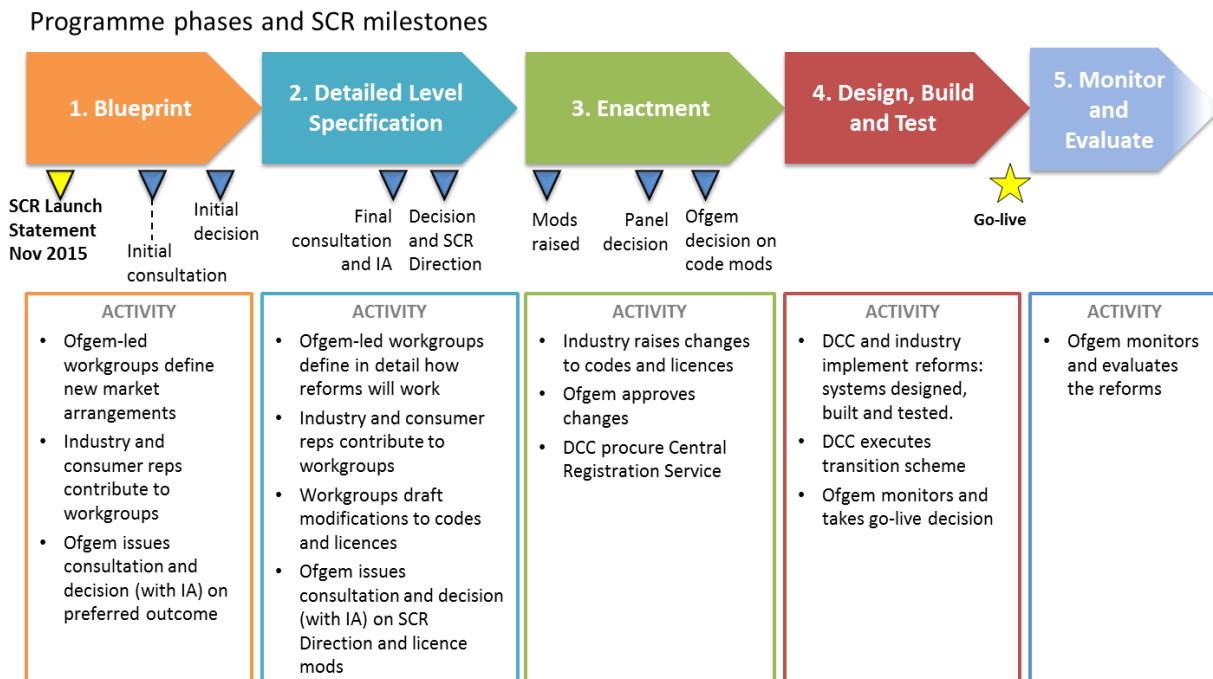 Programme phases and SCR milestones
1. Blueprint
2. Detailed Level
Specification
3. Enactment
4. Design, Build
and Test
5. Monitor
and
Evaluate
SCR Launch
Statement
Nov 2015
Initial
consultation
Initial
decision
Final
consultation
and IA
Decision
and SCR
Direction
Mods
raised
Panel
decision
Ofgem
decision on
code mods
Go-live
ACTIVITY
• Ofgem-led
workgroups define
new market
arrangements
• Industry and
consumer reps
contribute to
workgroups
• Ofgem issues
consultation and
decision (with IA) on
preferred outcome
ACTIVITY
• Ofgem-led workgroups
define in detail how
reforms will work
• Industry and consumer
reps contribute to
workgroups
• Workgroups draft
modifications to codes
and licences
• Ofgem issues
consultation and decision
(with IA) on SCR
Direction and licence
mods
ACTIVITY
• Industry raises changes
to codes and licences
• Ofgem approves
changes
• DCC procure Central
Registration Service
ACTIVITY
• DCC and industry
implement reforms:
systems designed,
built and tested.
• DCC executes
transition scheme
• Ofgem monitors and
takes go-live decision
ACTIVITY
• Ofgem monitors
and evaluates
the reforms